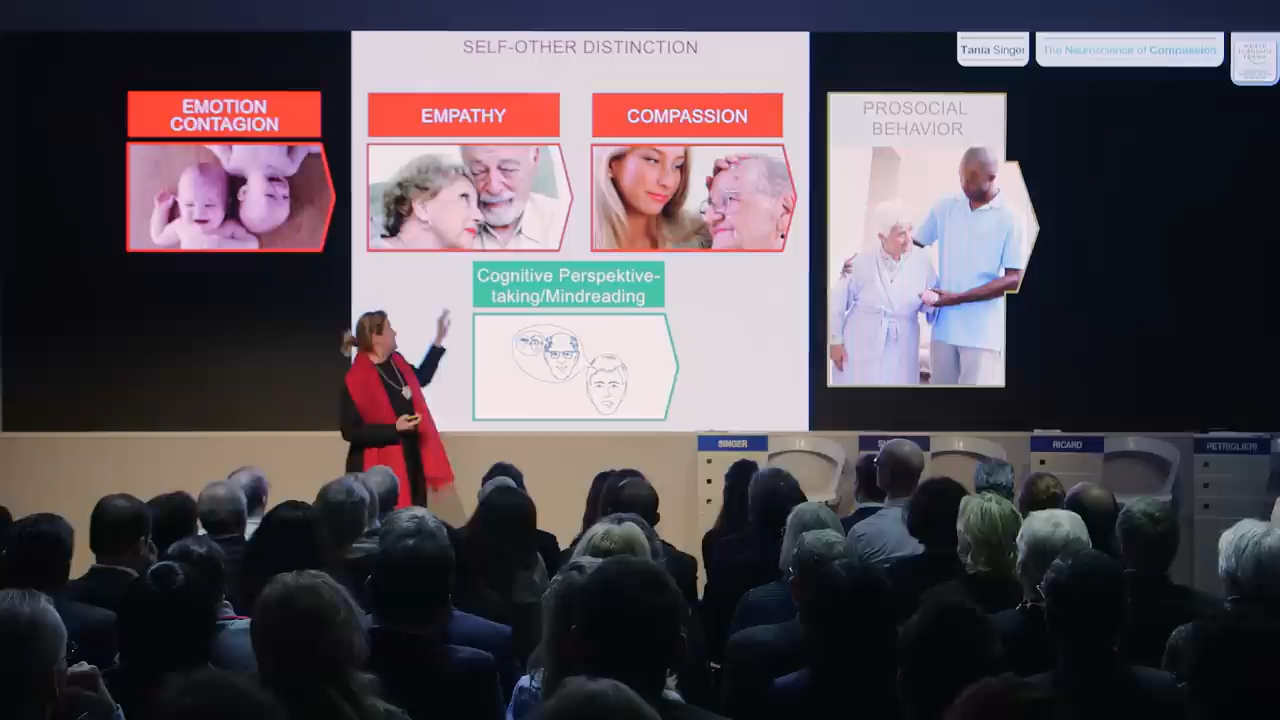 SELF-OTHER DISTINCTION
Tania Singer
The Neuroscience of Compassion
EMOTION
CONTAGION
EMPATHY
COMPASSION
PROSOCIAL
BEHAVIOR
Cognitive Perspektive-
taking/Mindreading
SINGER
RICARD
PETRIGLIERI